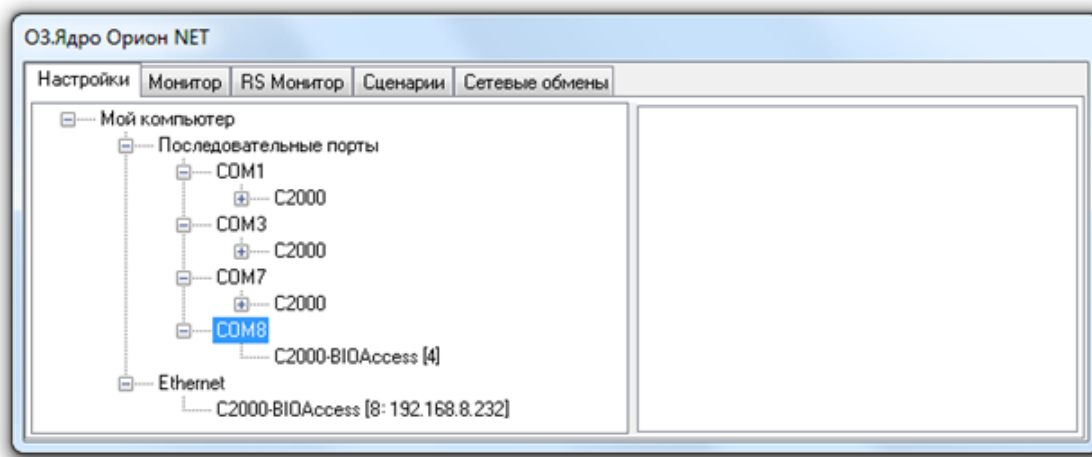 О3.Ядро Орион NET
Настройки Монитор RS Монитор Сценарии Сетевые обмены
Мой компьютер
Последовательные порты
COM1
C2000
COM3
C2000
COM7
C2000
COM8
C2000-BIOAccess [4]
Ethernet
C2000-BIOAccess [8: 192.168.8.232]